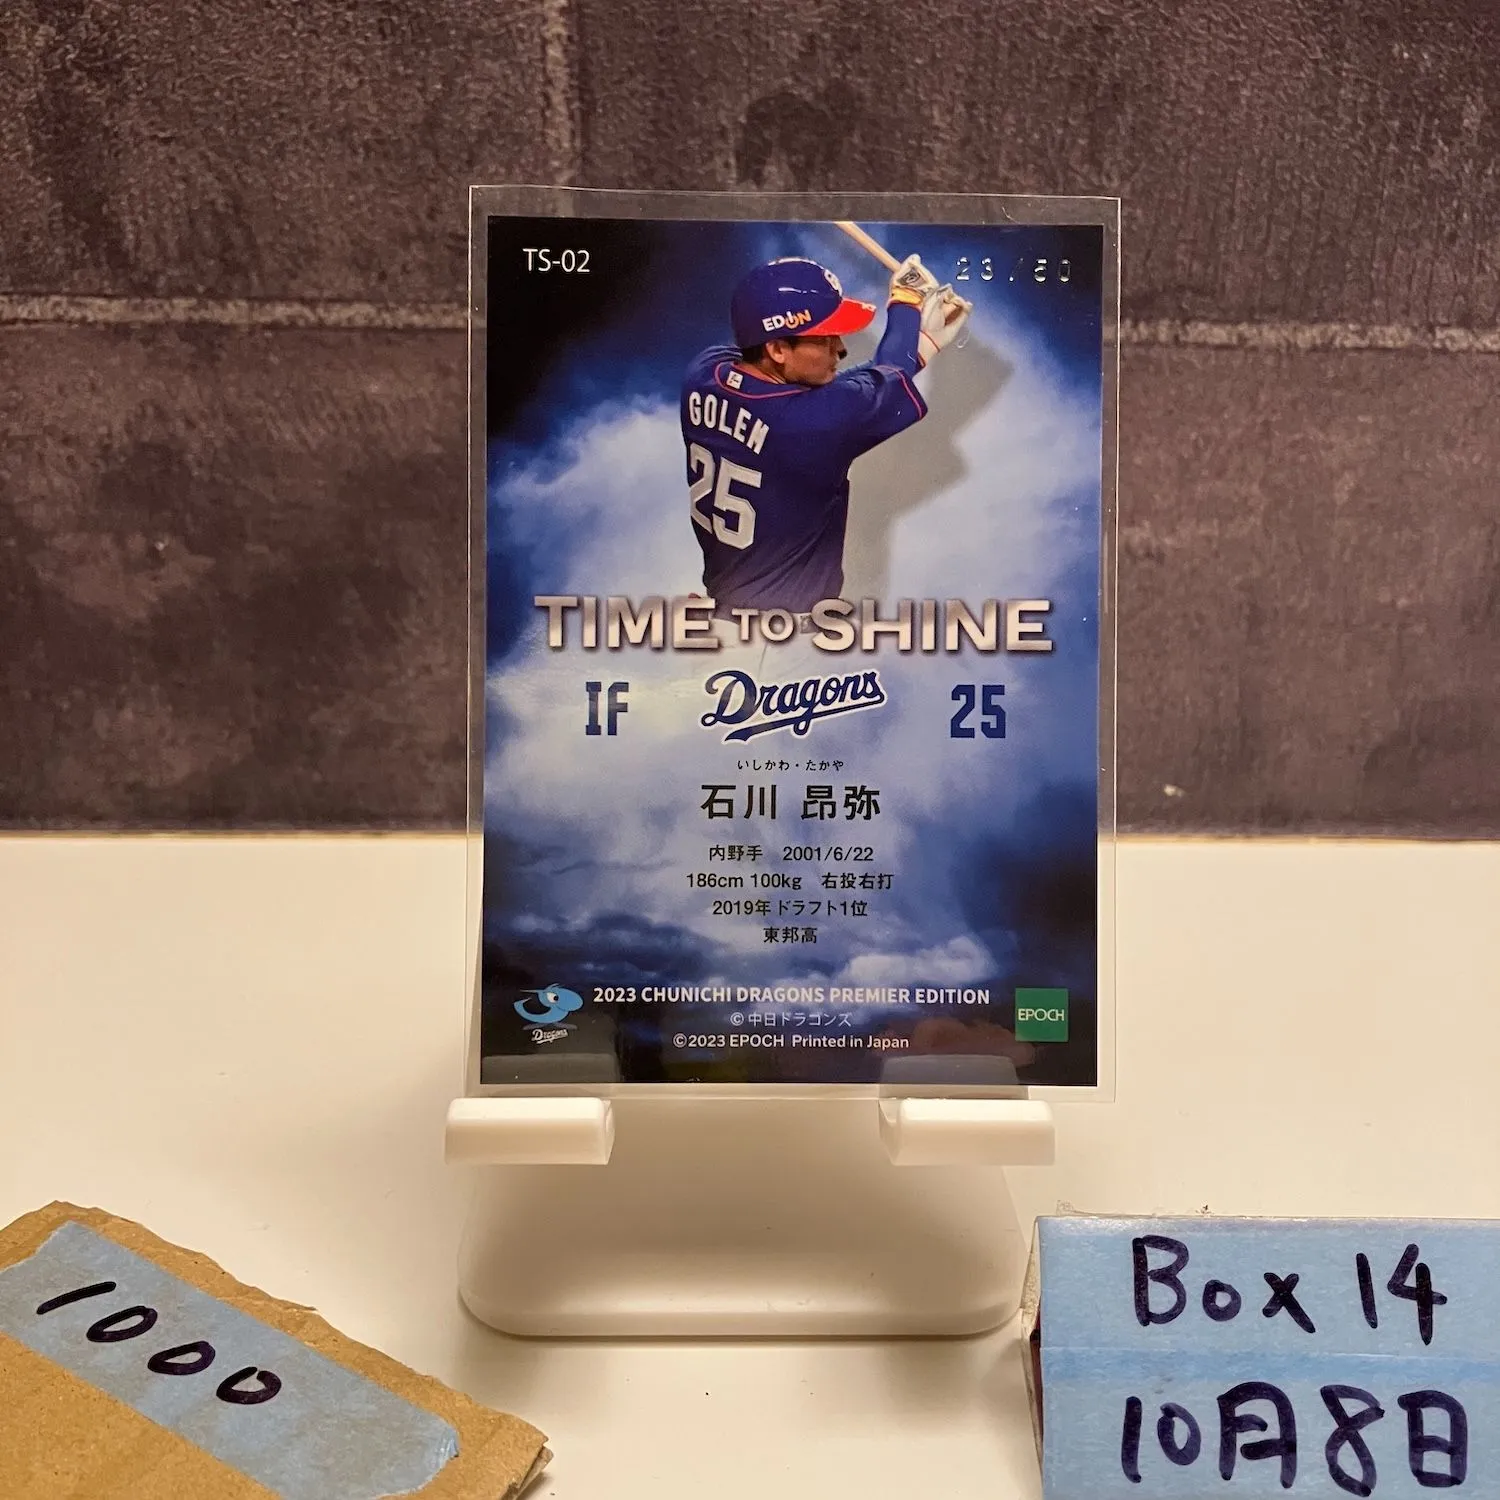 TS-02
23/50
EDION
GOLEM
25
TIME TO SHINE
IF
Dragons
25
いしかわ・たかや
石川 昂弥
内野手 2001/6/22
186cm 100kg 右投右打
2019年ドラフト1位
東邦高
2023 CHUNICHI DRAGONS PREMIER EDITION
Dragons
©中日ドラゴンズ
©2023 EPOCH Printed in Japan
EPOCH
1000
Box 14
10月8日